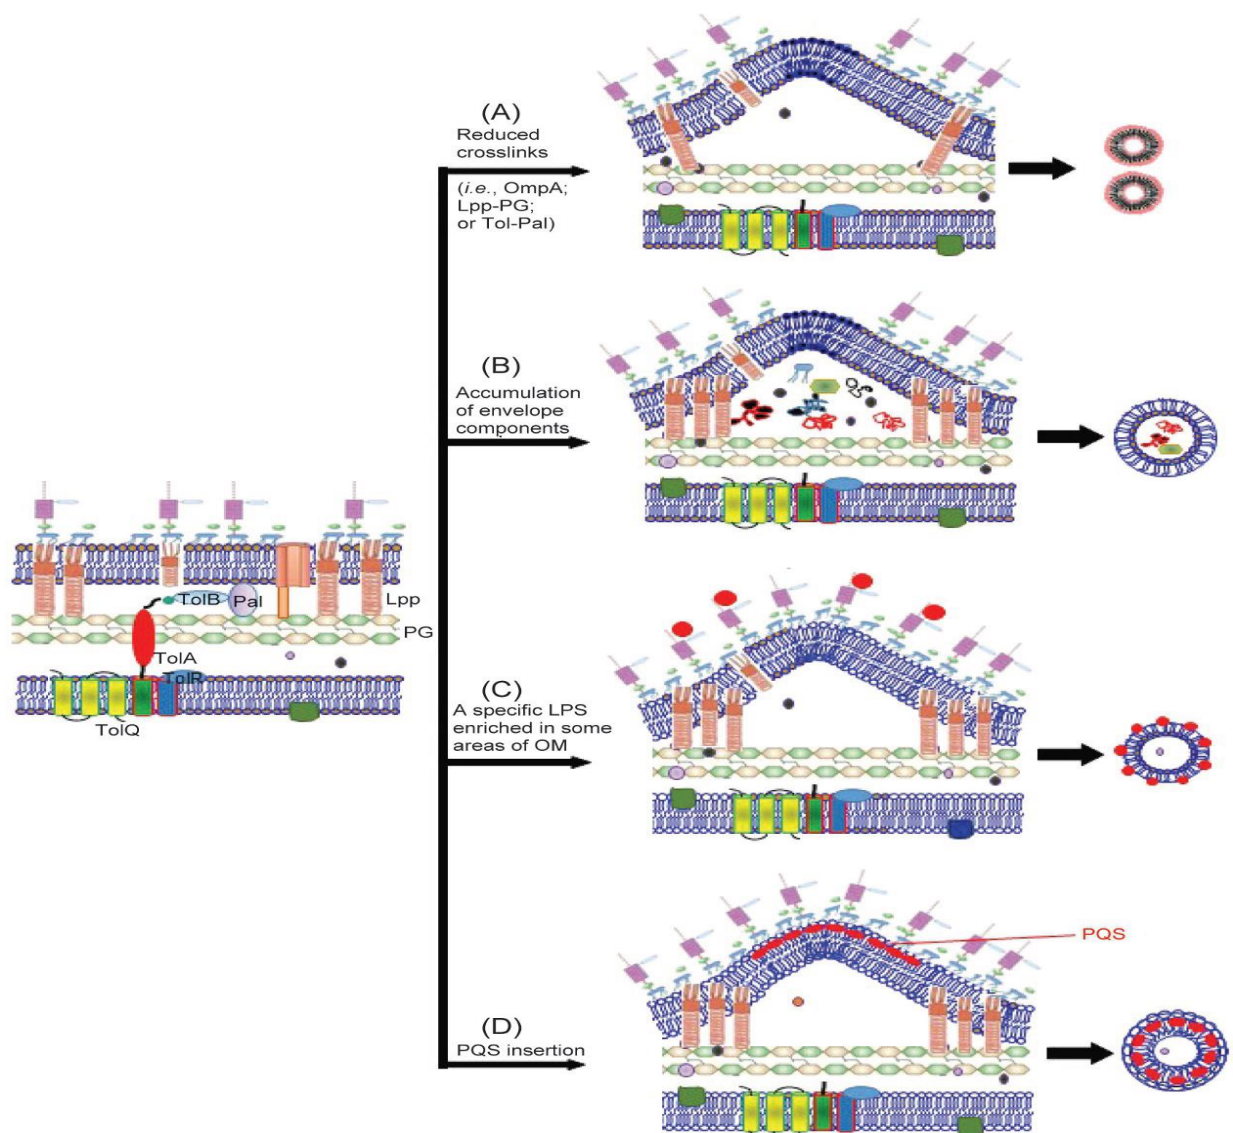 (A)
Reduced
crosslinks
(i.e., OmpA;
Lpp-PG;
or Tol-Pal)
(B)
Accumulation
of envelope
components
TolB
Pal
Lpp
PG
TolA
TolR
TolQ
(C)
A specific LPS
enriched in some
areas of OM
PQS
(D)
PQS insertion